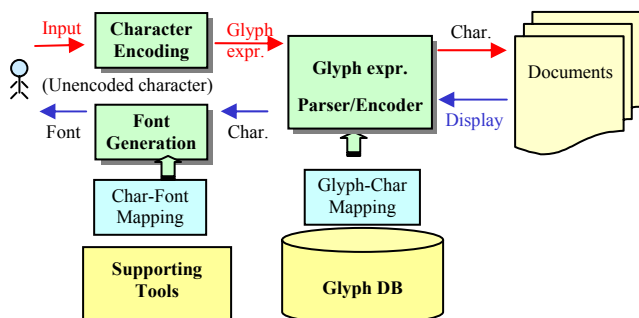 Input
Character
Encoding
Glyph
expr.
Char.
(Unencoded character)
Glyph expr.
Parser/Encoder
Documents
Font
Font
Generation
Char.
Display
Char-Font
Mapping
Glyph-Char
Mapping
Supporting
Tools
Glyph DB